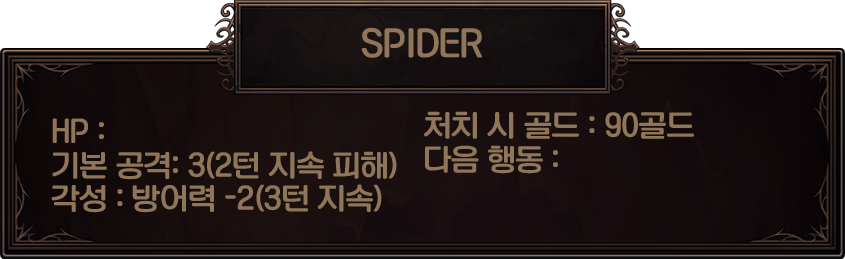 SPIDER
HP :
기본 공격: 3(2턴 지속 피해)
각성 : 방어력 -2(3턴 지속)
처치 시 골드 : 90골드
다음 행동 :